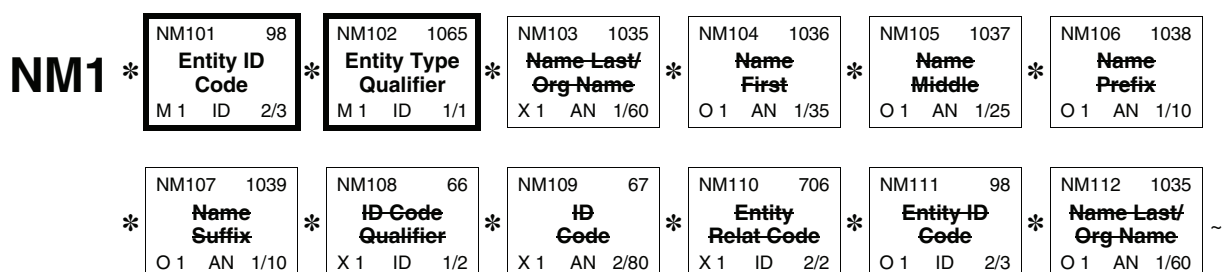 NM1 * NM101 98 * NM102 1065 * NM103 1035 * NM104 1036 * NM105 1037 * NM106 1038
Entity ID Entity Type Name Last/ Name Name Name
Code Qualifier Org Name First Middle Prefix
M 1 ID 2/3 M 1 ID 1/1 X 1 AN 1/60 O 1 AN 1/35 O 1 AN 1/25 O 1 AN 1/10
* NM107 1039 * NM108 66 * NM109 67 * NM110 706 * NM111 98 * NM112 1035 ~
Name ID Code ID Entity Entity ID Name Last/
Suffix Qualifier Code Relat Code Code Org Name
O 1 AN 1/10 X 1 ID 1/2 X 1 AN 2/80 X 1 ID 2/2 O 1 ID 2/3 O 1 AN 1/60